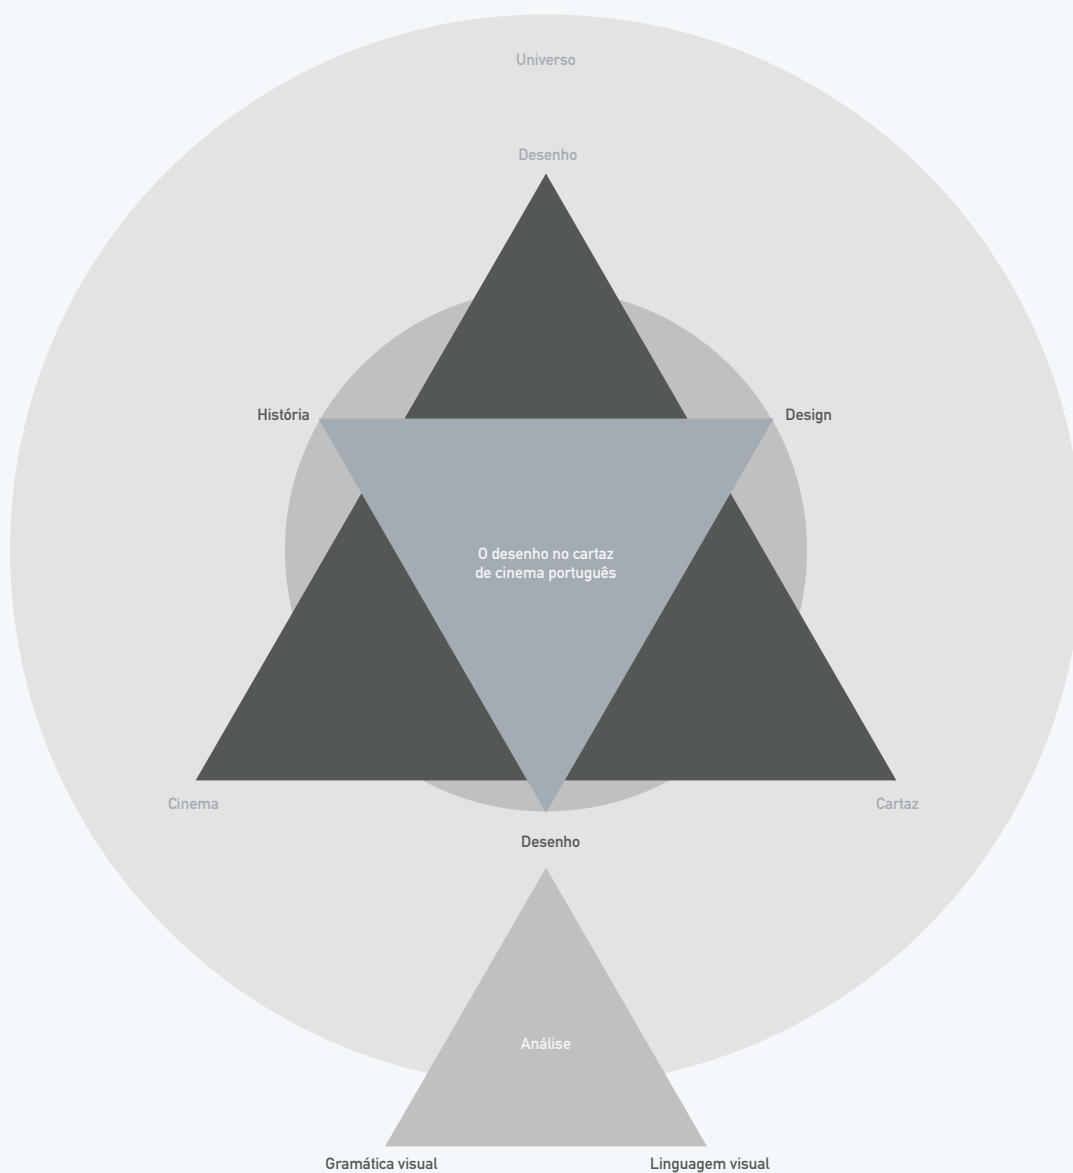 Universo
Desenho
História
Design
O desenho no cartaz
de cinema português
Cinema
Cartaz
Desenho
Análise
Gramática visual
Linguagem visual